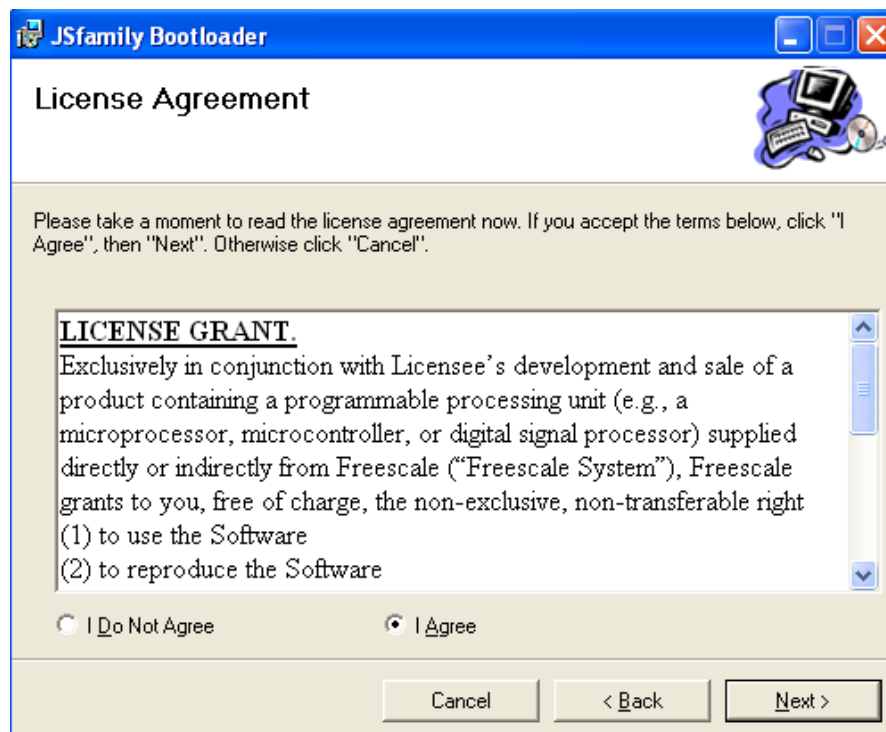 JSfamily Bootloader
License Agreement
Please take a moment to read the license agreement now. If you accept the terms below, click "I
Agree", then "Next". Otherwise click "Cancel".
LICENSE GRANT.
Exclusively in conjunction with Licensee’s development and sale of a
product containing a programmable processing unit (e.g., a
microprocessor, microcontroller, or digital signal processor) supplied
directly or indirectly from Freescale (“Freescale System”), Freescale
grants to you, free of charge, the non-exclusive, non-transferable right
(1) to use the Software
(2) to reproduce the Software
I Do Not Agree
I Agree
Cancel
< Back
Next >